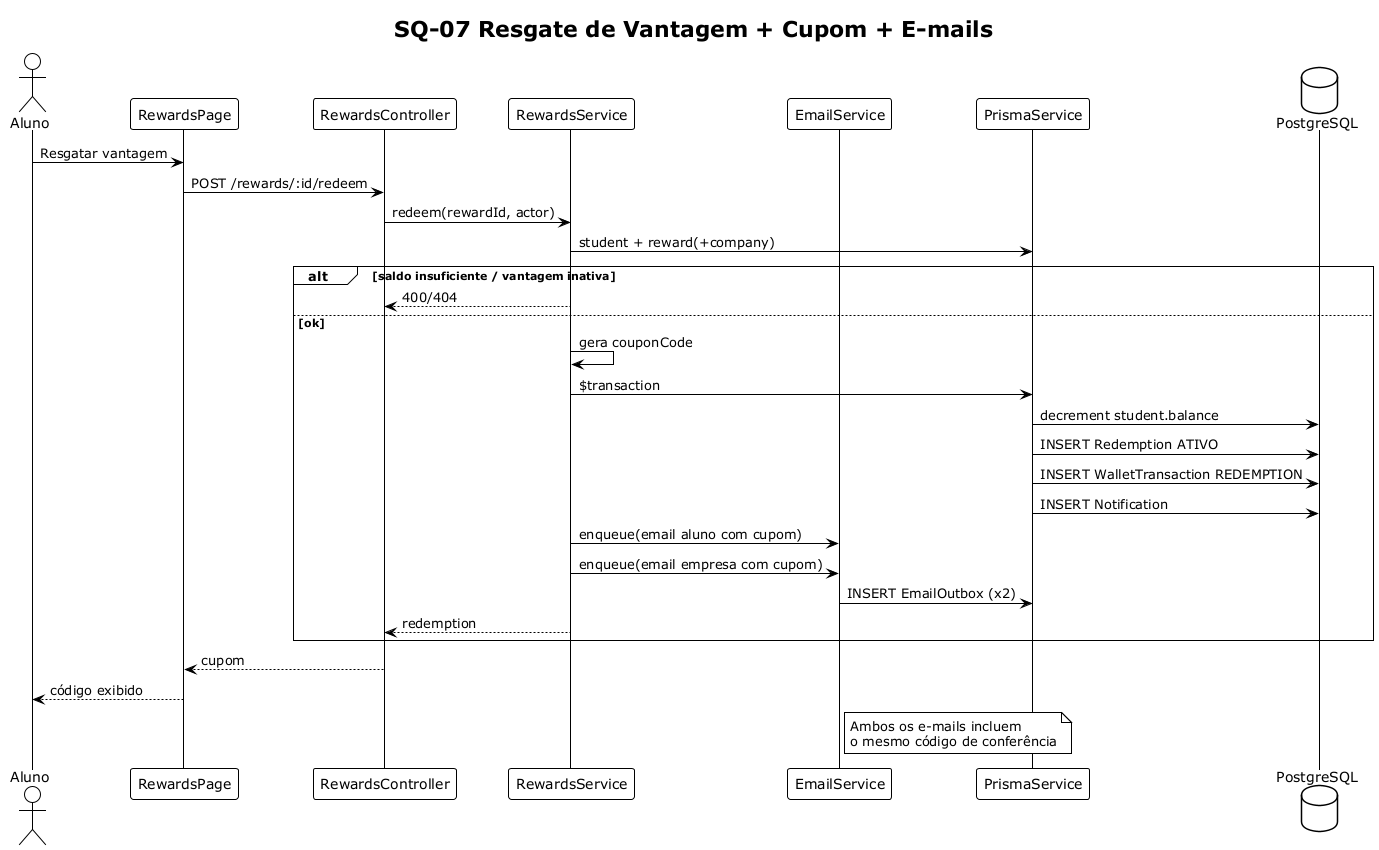 SQ-07 Resgate de Vantagem + Cupom + E-mails
Aluno
RewardsPage
RewardsController
RewardsService
EmailService
PrismaService
PostgreSQL
Resgatar vantagem
POST /rewards/:id/redeem
redeem(rewardId, actor)
student + reward(+company)
alt
[saldo insuficiente / vantagem inativa]
400/404
[ok]
gera couponCode
$transaction
decrement student.balance
INSERT Redemption ATIVO
INSERT WalletTransaction REDEMPTION
INSERT Notification
enqueue(email aluno com cupom)
enqueue(email empresa com cupom)
INSERT EmailOutbox (x2)
redemption
cupom
código exibido
Ambos os e-mails incluem
o mesmo código de conferência
Aluno
RewardsPage
RewardsController
RewardsService
EmailService
PrismaService
PostgreSQL